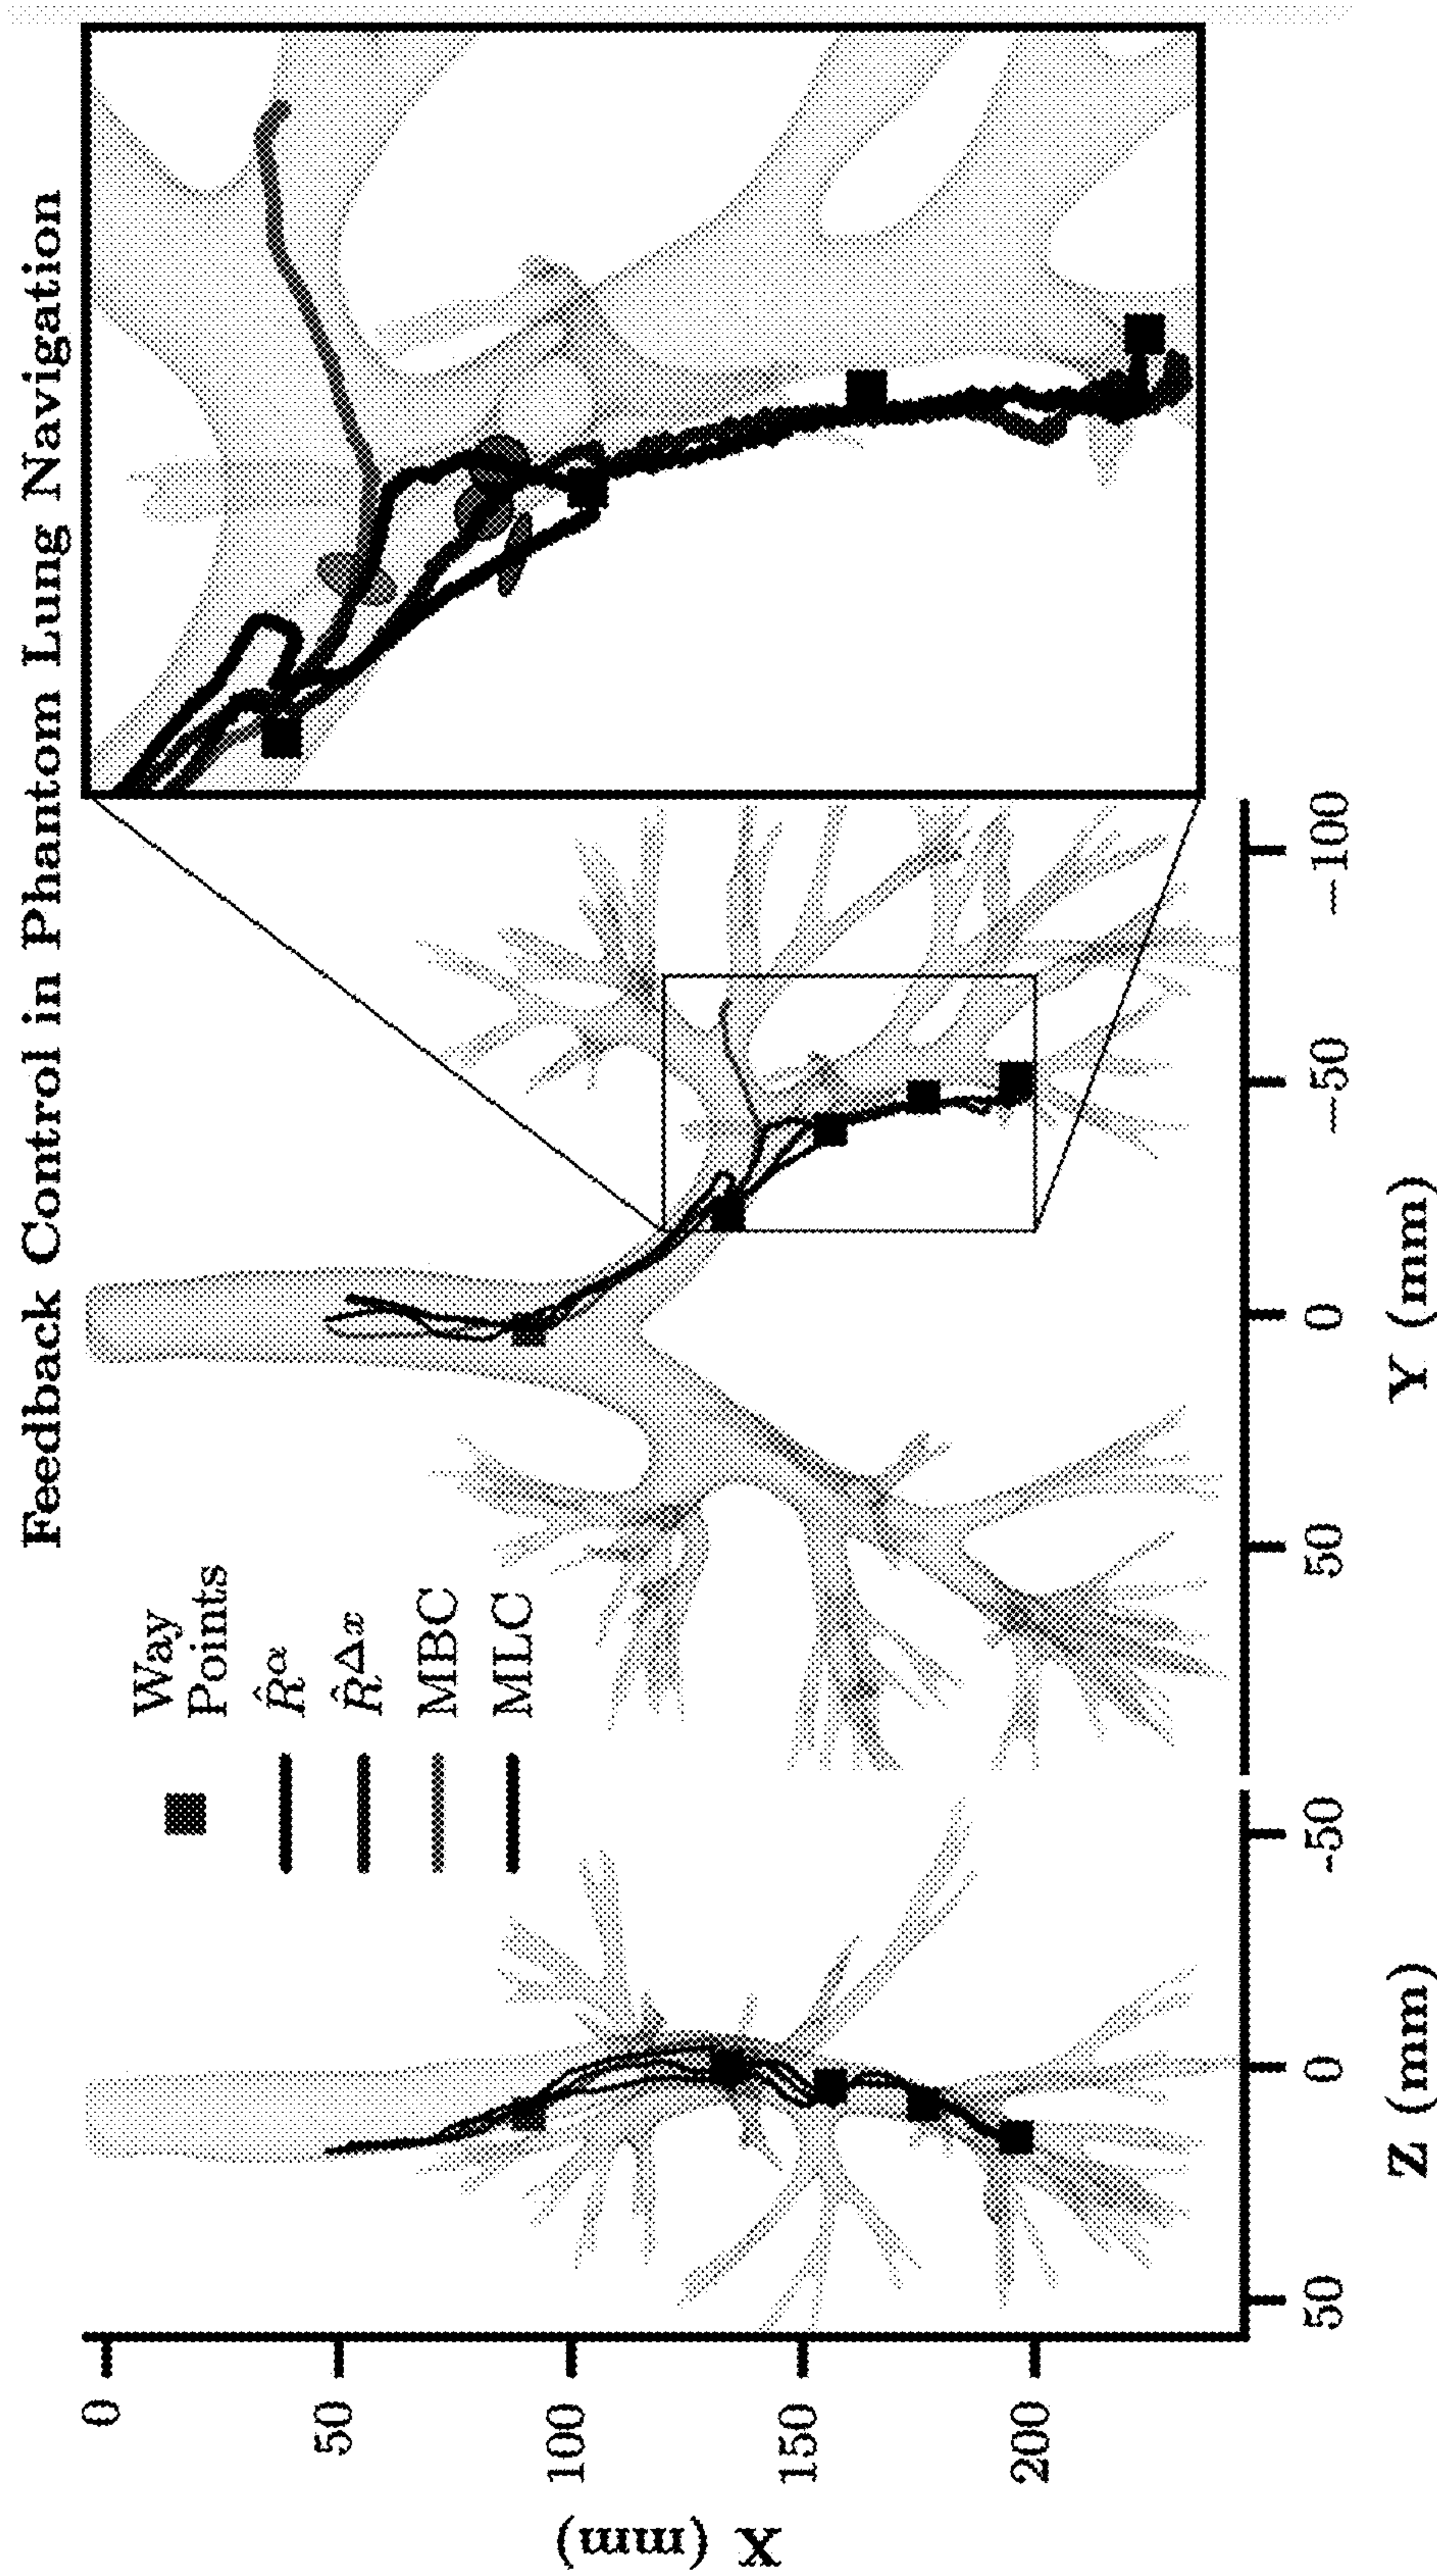 Feedback Control in Phantom Lung Navigation
Way
Points
R̂^α
R̂^Δx
MBC
MLC
X (mm)
0
50
100
150
200
50
0
-50
Z (mm)
50
0
−50
−100
Y (mm)